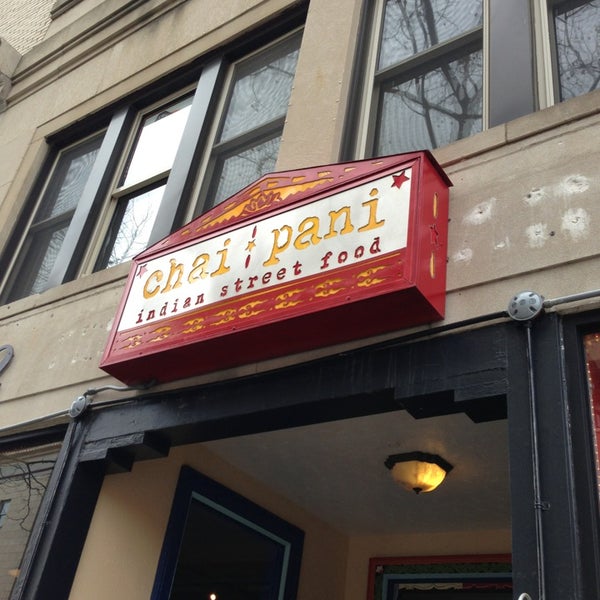 chai pani
indian street food